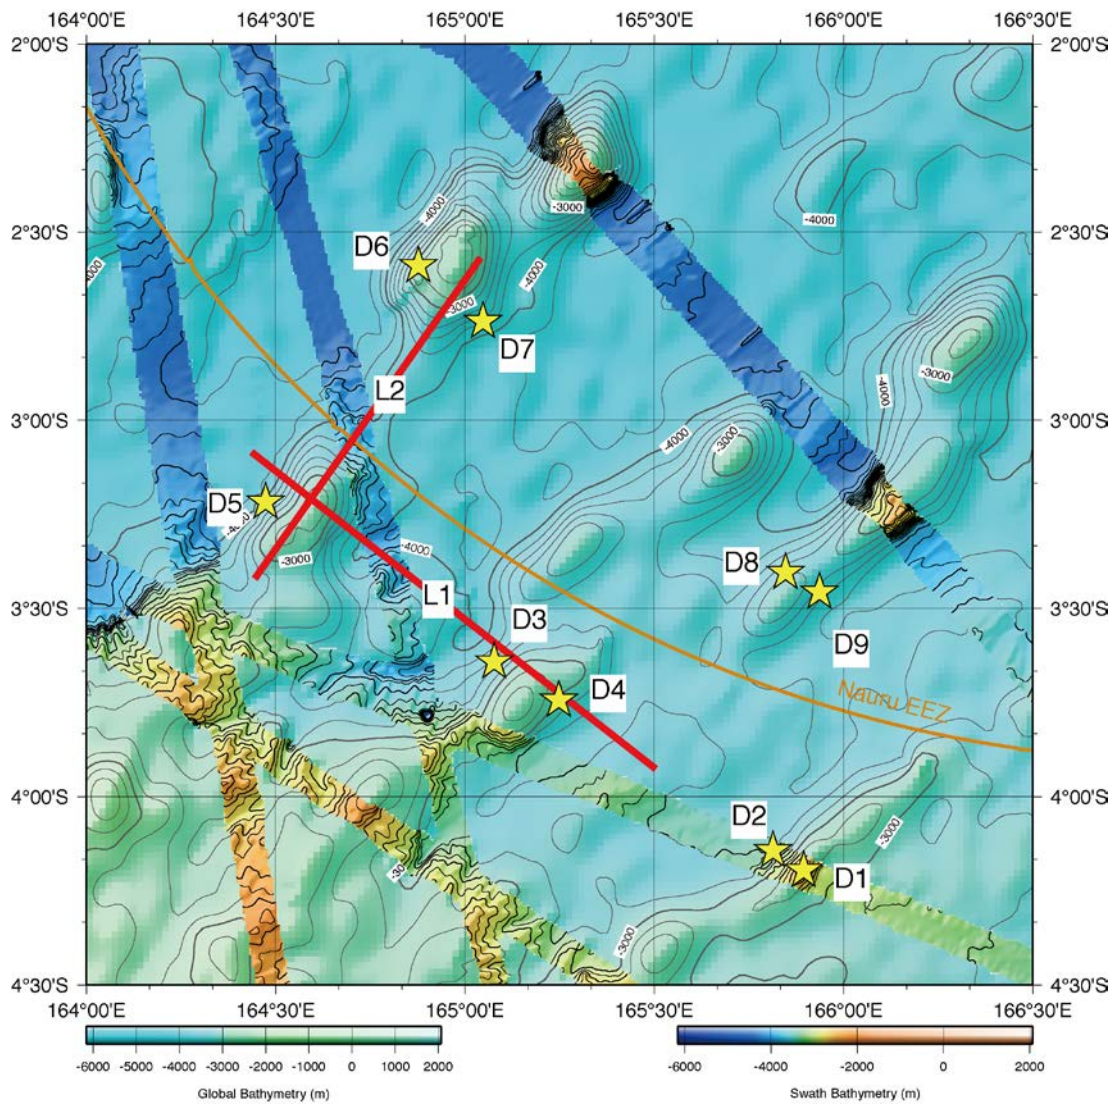 164°00'E 164°30'E 165°00'E 165°30'E 166°00'E 166°30'E
2°00'S 2°00'S
-4000
-3000
-4000
2°30'S 2°30'S
D6
-4000
-3000
D7
-3000
L2
-4000
3°00'S 3°00'S
-4000
-3000
D5
-3000
-4000
D8
L1
3°30'S 3°30'S
D3
D9
D4
Nauru EEZ
4°00'S 4°00'S
D2
-3000
D1
-3000
4°30'S 4°30'S
164°00'E 164°30'E 165°00'E 165°30'E 166°00'E 166°30'E
-6000 -5000 -4000 -3000 -2000 -1000 0 1000 2000
Global Bathymetry (m)
-6000 -4000 -2000 0 2000
Swath Bathymetry (m)